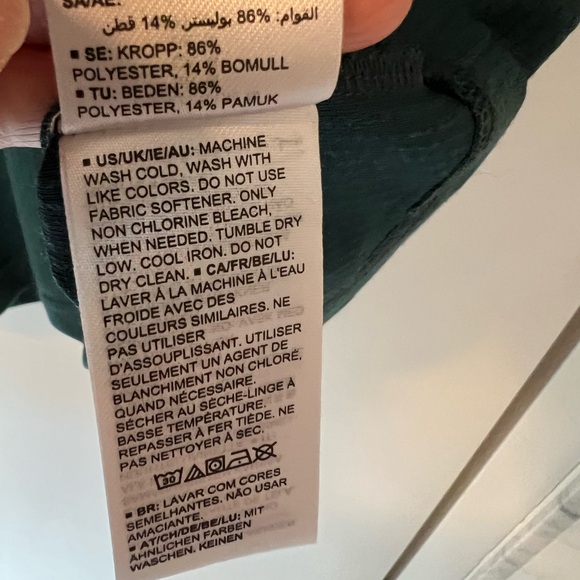 SA/AE:
القوام: 86% بوليستر، 14% قطن
▪ SE: KROPP: 86%
POLYESTER, 14% BOMULL
▪ TU: BEDEN: 86%
POLYESTER, 14% PAMUK
▪ US/UK/IE/AU: MACHINE
WASH COLD, WASH WITH
LIKE COLORS. DO NOT USE
FABRIC SOFTENER. ONLY
NON CHLORINE BLEACH,
WHEN NEEDED. TUMBLE DRY
LOW. COOL IRON. DO NOT
DRY CLEAN. ▪ CA/FR/BE/LU:
LAVER À LA MACHINE À L'EAU
FROIDE AVEC DES
COULEURS SIMILAIRES. NE
PAS UTILISER
D'ASSOUPLISSANT. UTILISER
SEULEMENT UN AGENT DE
BLANCHIMENT NON CHLORÉ,
QUAND NÉCESSAIRE.
SÉCHER AU SÈCHE-LINGE À
BASSE TEMPÉRATURE.
REPASSER À FER TIÈDE. NE
PAS NETTOYER À SEC.
30
▪ BR: LAVAR COM CORES
SEMELHANTES. NÃO USAR
AMACIANTE.
▪ AT/CH/DE/BE/LU: MIT
ÄHNLICHEN FARBEN
WASCHEN. KEINEN